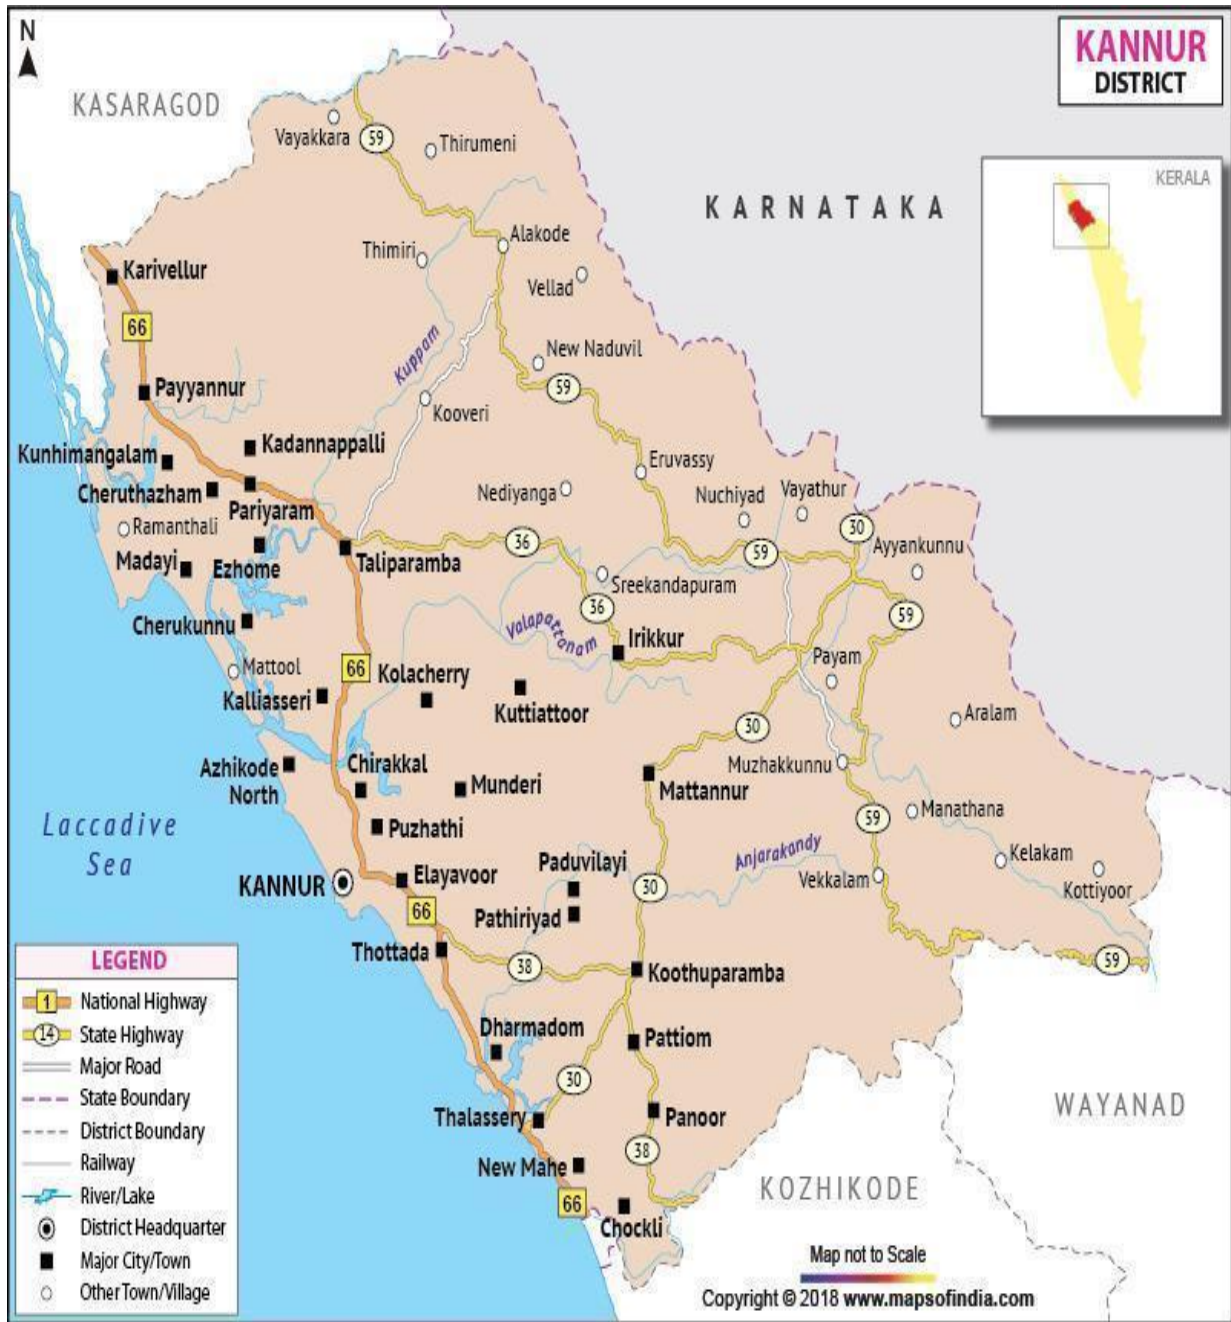 N
KANNUR
DISTRICT
KASARAGOD
Vayakkara
59
Thirumeni
KERALA
KARNATAKA
Alakode
Thimiri
Vellad
Karivellur
66
Kuppam
New Naduvil
59
Payyannur
Kooveri
Kadannappalli
Kunhimangalam
Eruvassy
Cheruthazham
Pariyaram
Nediyanga
Nuchiyad
Vayathur
Ramanthali
30
Ayyankunnu
36
59
Madayi
Ezhome
Taliparamba
Sreekandapuram
36
59
Cherukunnu
Valapattanam
Irikkur
Mattool
66
Kolacherry
Payam
Kalliasseri
Kuttiattoor
Aralam
30
Azhikode
North
Chirakkal
Munderi
Mattannur
Muzhakkunnu
Manathana
59
Laccadive
Sea
Puzhathi
Anjarakandy
Kelakam
Paduvilayi
Vekkalam
Kottiyoor
KANNUR
Elayavoor
30
66
Pathiriyad
Thottada
38
Koothuparamba
59
LEGEND
1 National Highway
14 State Highway
Major Road
State Boundary
District Boundary
Railway
River/Lake
District Headquarter
Major City/Town
Other Town/Village
Dharmadom
Pattiom
30
Thalassery
Panoor
WAYANAD
38
New Mahe
66
KOZHIKODE
Chockli
Map not to Scale
Copyright © 2018 www.mapsofindia.com